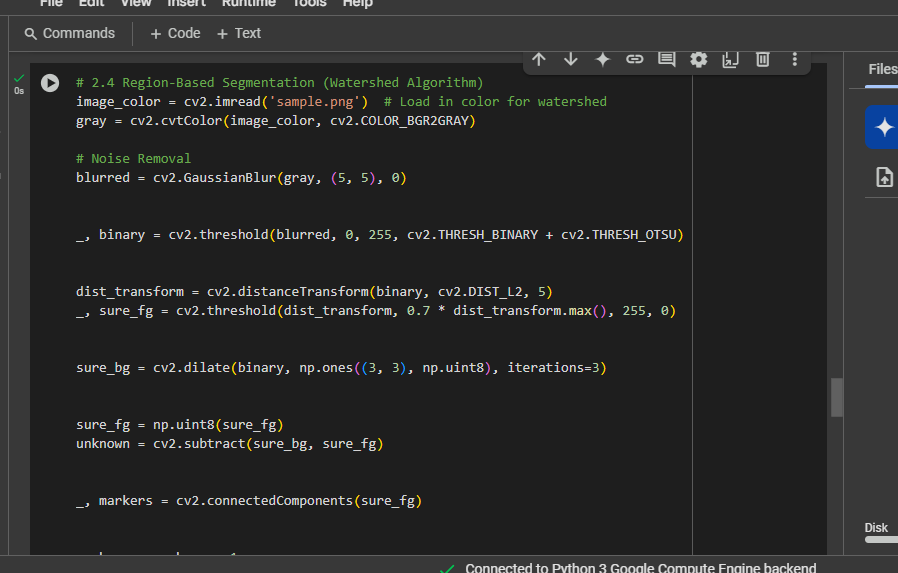 File Edit View Insert Runtime Tools Help
Commands + Code + Text
Files
0s
# 2.4 Region-Based Segmentation (Watershed Algorithm)
image_color = cv2.imread('sample.png')  # Load in color for watershed
gray = cv2.cvtColor(image_color, cv2.COLOR_BGR2GRAY)
# Noise Removal
blurred = cv2.GaussianBlur(gray, (5, 5), 0)
_, binary = cv2.threshold(blurred, 0, 255, cv2.THRESH_BINARY + cv2.THRESH_OTSU)
dist_transform = cv2.distanceTransform(binary, cv2.DIST_L2, 5)
_, sure_fg = cv2.threshold(dist_transform, 0.7 * dist_transform.max(), 255, 0)
sure_bg = cv2.dilate(binary, np.ones((3, 3), np.uint8), iterations=3)
sure_fg = np.uint8(sure_fg)
unknown = cv2.subtract(sure_bg, sure_fg)
_, markers = cv2.connectedComponents(sure_fg)
Disk
Connected to Python 3 Google Compute Engine backend